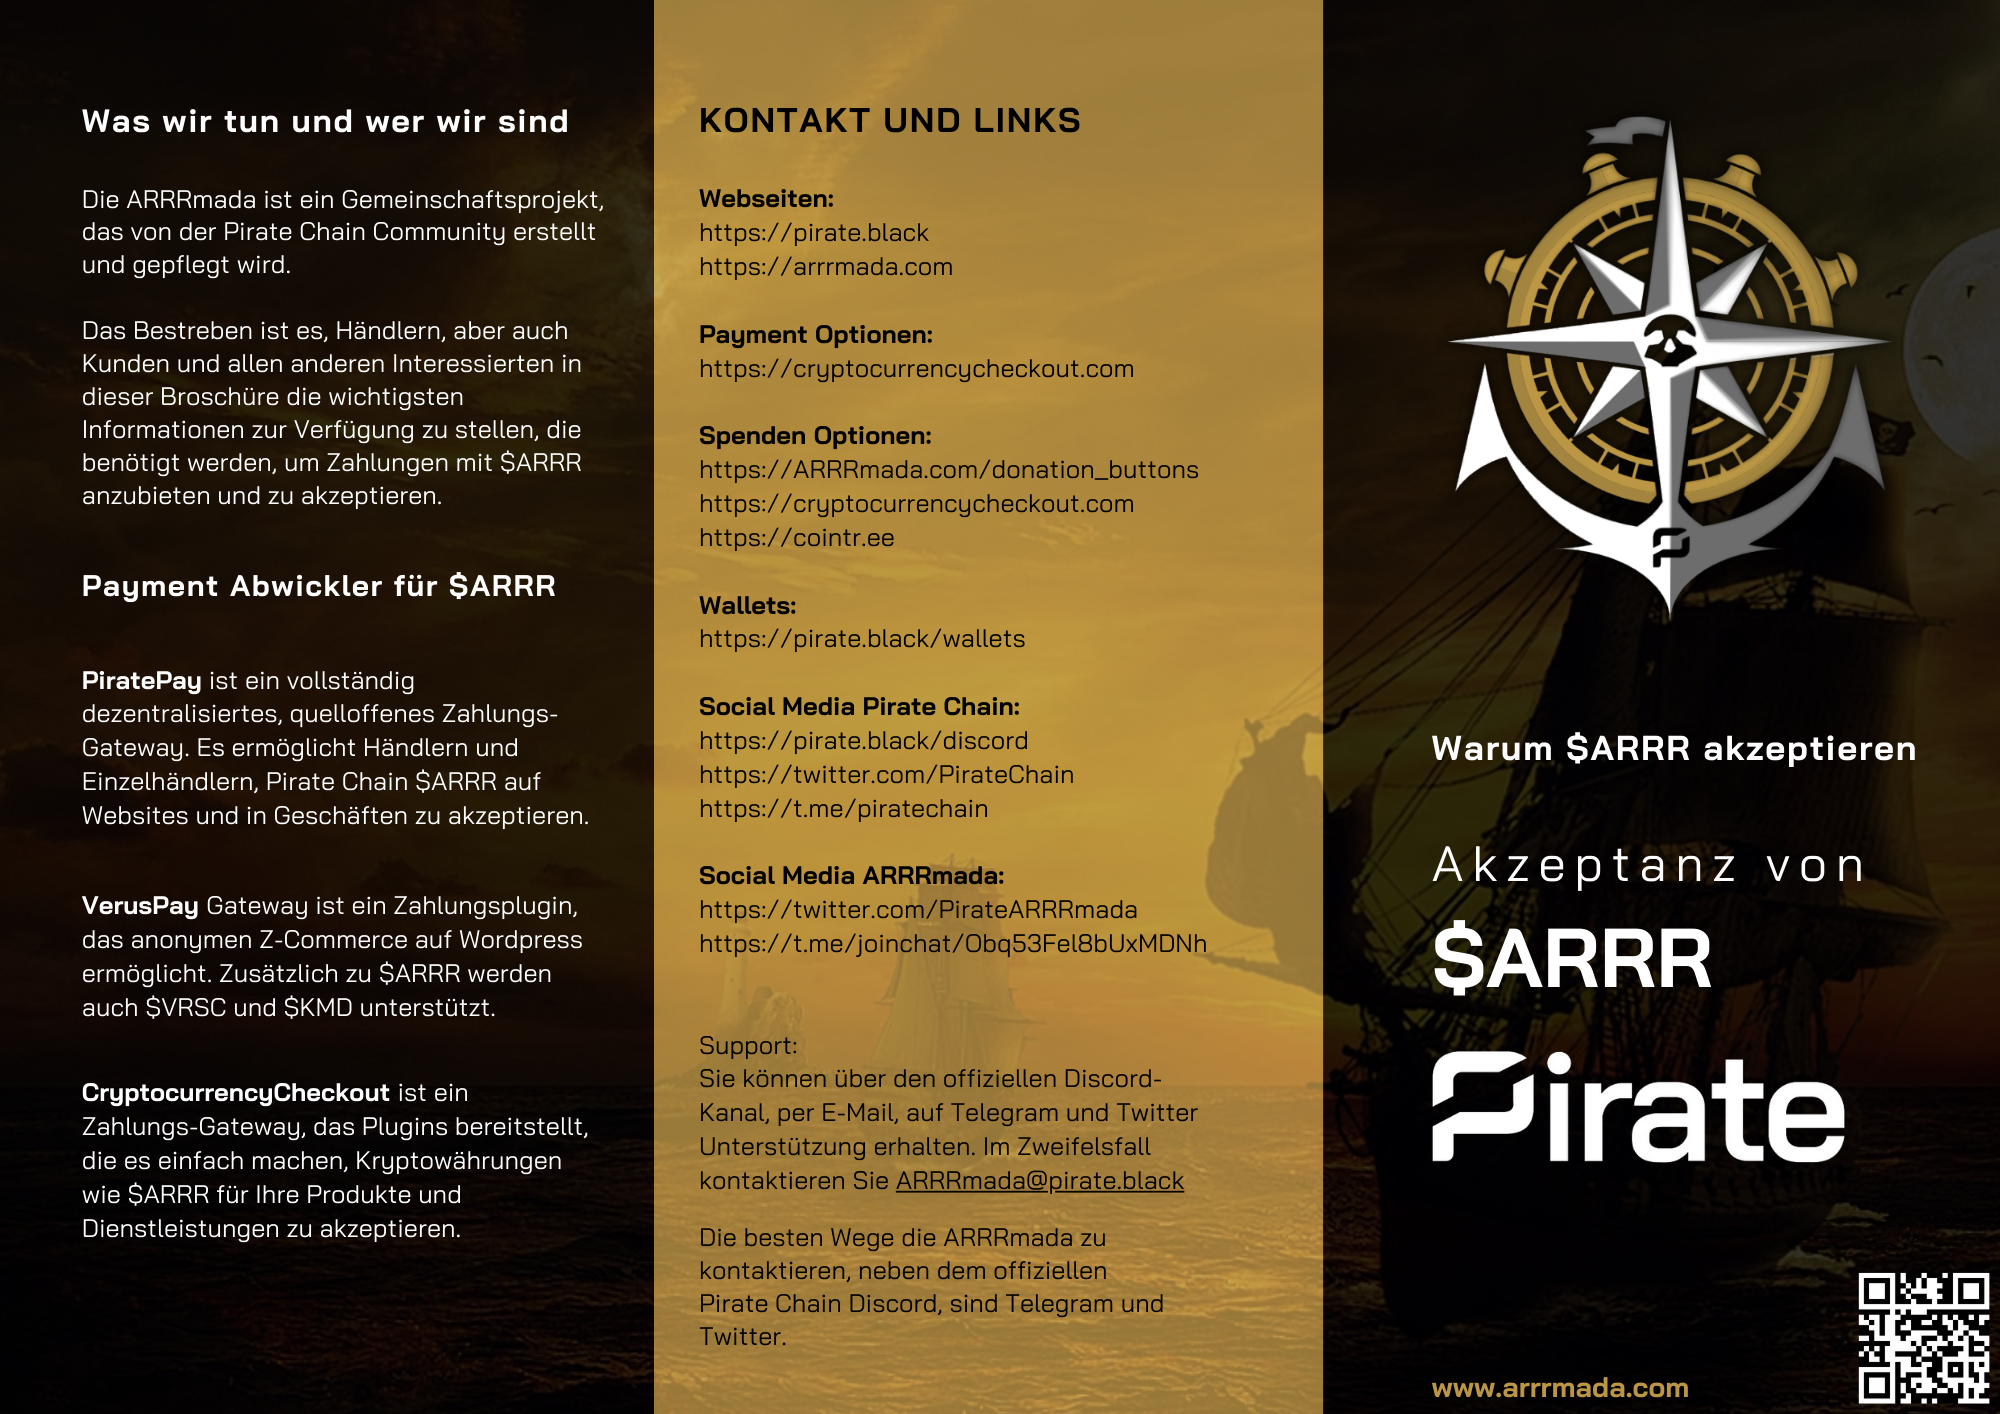 Was wir tun und wer wir sind
Die ARRRmada ist ein Gemeinschaftsprojekt,
das von der Pirate Chain Community erstellt
und gepflegt wird.
Das Bestreben ist es, Händlern, aber auch
Kunden und allen anderen Interessierten in
dieser Broschüre die wichtigsten
Informationen zur Verfügung zu stellen, die
benötigt werden, um Zahlungen mit $ARRR
anzubieten und zu akzeptieren.
Payment Abwickler für $ARRR
PiratePay ist ein vollständig
dezentralisiertes, quelloffenes Zahlungs-
Gateway. Es ermöglicht Händlern und
Einzelhändlern, Pirate Chain $ARRR auf
Websites und in Geschäften zu akzeptieren.
VerusPay Gateway ist ein Zahlungsplugin,
das anonymen Z-Commerce auf Wordpress
ermöglicht. Zusätzlich zu $ARRR werden
auch $VRSC und $KMD unterstützt.
CryptocurrencyCheckout ist ein
Zahlungs-Gateway, das Plugins bereitstellt,
die es einfach machen, Kryptowährungen
wie $ARRR für Ihre Produkte und
Dienstleistungen zu akzeptieren.
KONTAKT UND LINKS
Webseiten:
https://pirate.black
https://arrrmada.com
Payment Optionen:
https://cryptocurrencycheckout.com
Spenden Optionen:
https://ARRRmada.com/donation_buttons
https://cryptocurrencycheckout.com
https://cointr.ee
Wallets:
https://pirate.black/wallets
Social Media Pirate Chain:
https://pirate.black/discord
https://twitter.com/PirateChain
https://t.me/piratechain
Social Media ARRRmada:
https://twitter.com/PirateARRRmada
https://t.me/joinchat/Obq53Fel8bUxMDNh
Support:
Sie können über den offiziellen Discord-
Kanal, per E-Mail, auf Telegram und Twitter
Unterstützung erhalten. Im Zweifelsfall
kontaktieren Sie ARRRmada@pirate.black
Die besten Wege die ARRRmada zu
kontaktieren, neben dem offiziellen
Pirate Chain Discord, sind Telegram und
Twitter.
Warum $ARRR akzeptieren
Akzeptanz von
$ARRR
Pirate
www.arrrmada.com